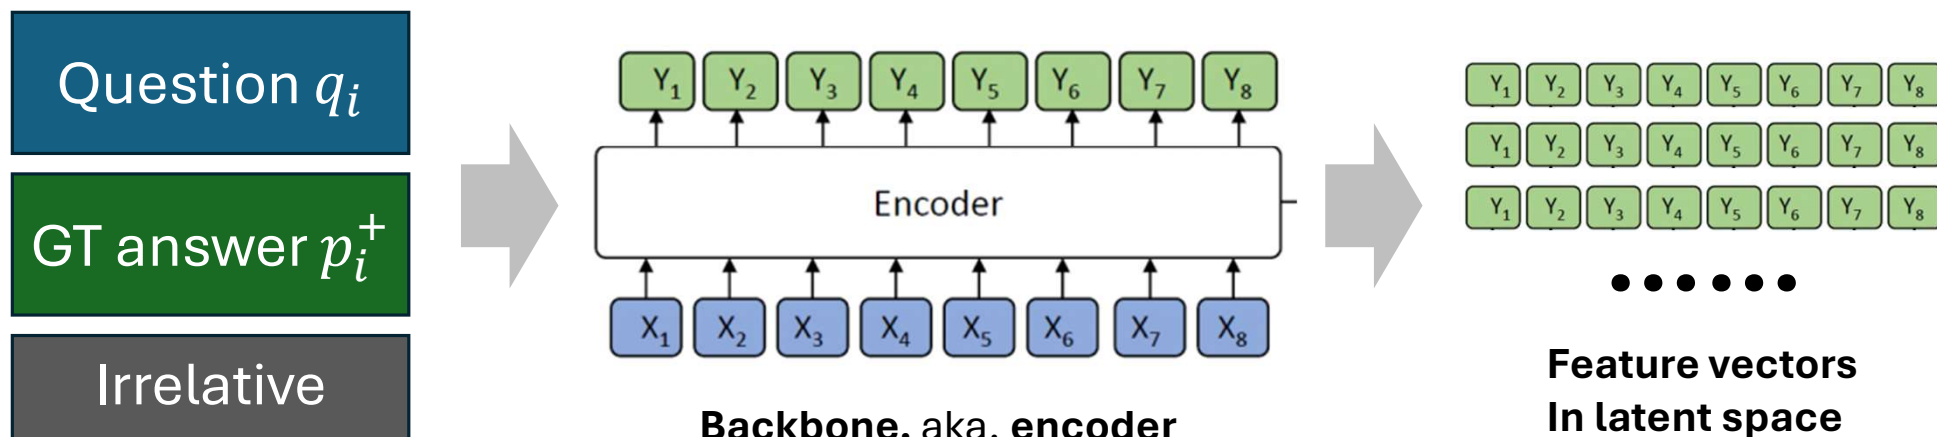 Question qᵢ
GT answer pᵢ⁺
Irrelative
Y₁ Y₂ Y₃ Y₄ Y₅ Y₆ Y₇ Y₈
Encoder
X₁ X₂ X₃ X₄ X₅ X₆ X₇ X₈
Backbone, aka. encoder
Y₁ Y₂ Y₃ Y₄ Y₅ Y₆ Y₇ Y₈
Y₁ Y₂ Y₃ Y₄ Y₅ Y₆ Y₇ Y₈
Y₁ Y₂ Y₃ Y₄ Y₅ Y₆ Y₇ Y₈
••••••
Feature vectors
In latent space